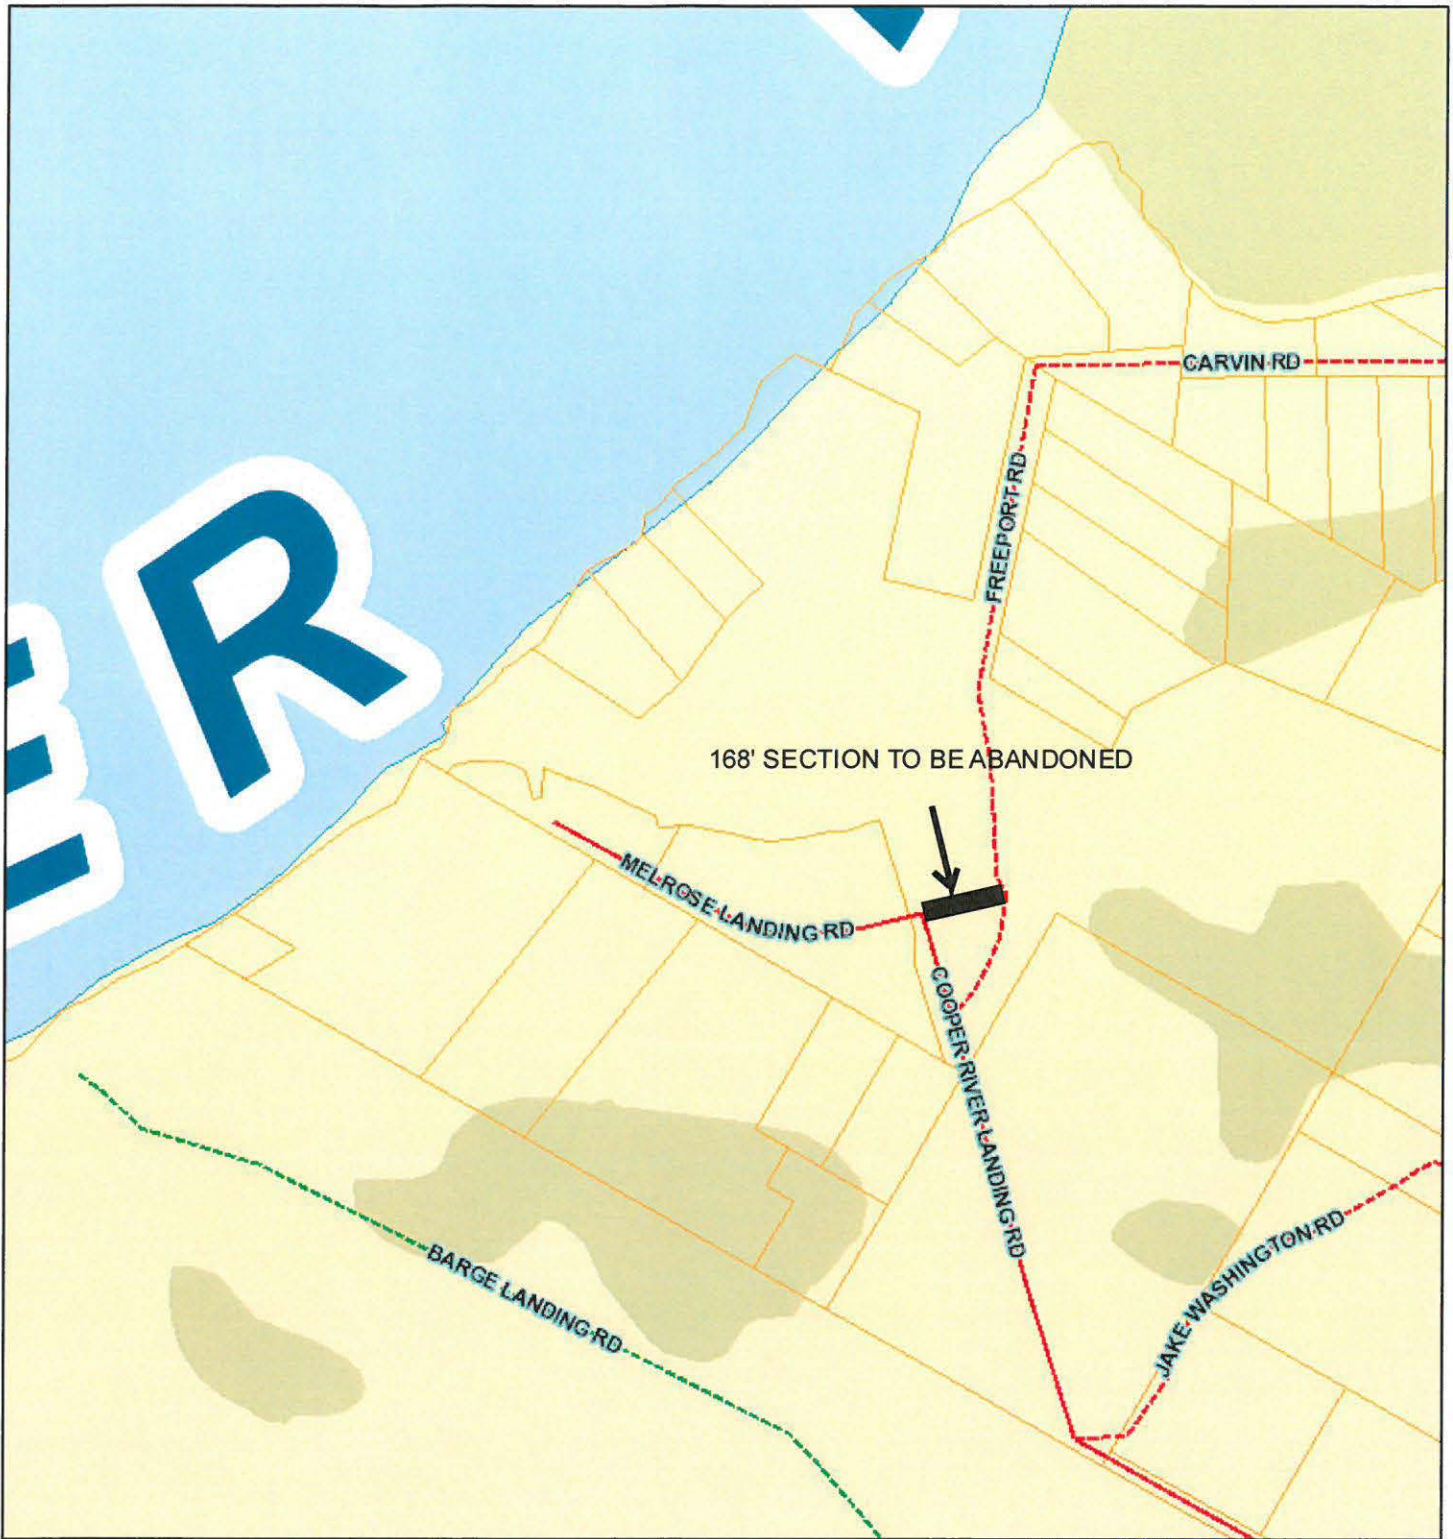 CARVIN RD
FREEPORT RD
ER
168' SECTION TO BE ABANDONED
MELROSE LANDING RD
COOPER RIVER LANDING RD
JAKE WASHINGTON RD
BARGE LANDING RD